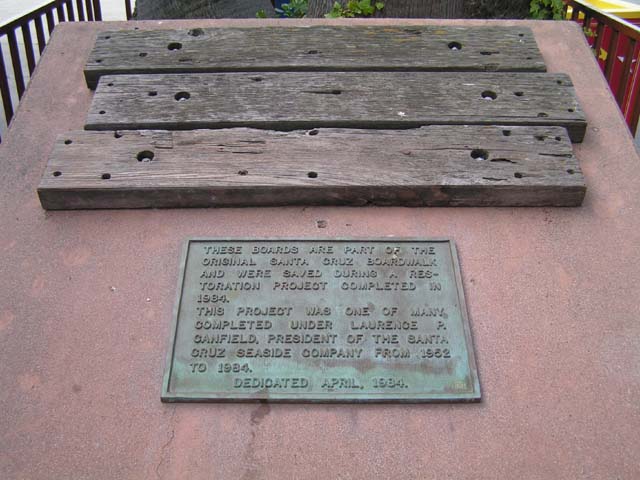 THESE BOARDS ARE PART OF THE
ORIGINAL SANTA CRUZ BOARDWALK
AND WERE SAVED DURING A RES-
TORATION PROJECT COMPLETED IN
1984.
THIS PROJECT WAS ONE OF MANY
COMPLETED UNDER LAURENCE P.
CANFIELD, PRESIDENT OF THE SANTA
CRUZ SEASIDE COMPANY FROM 1952
TO 1984.
DEDICATED APRIL, 1984.